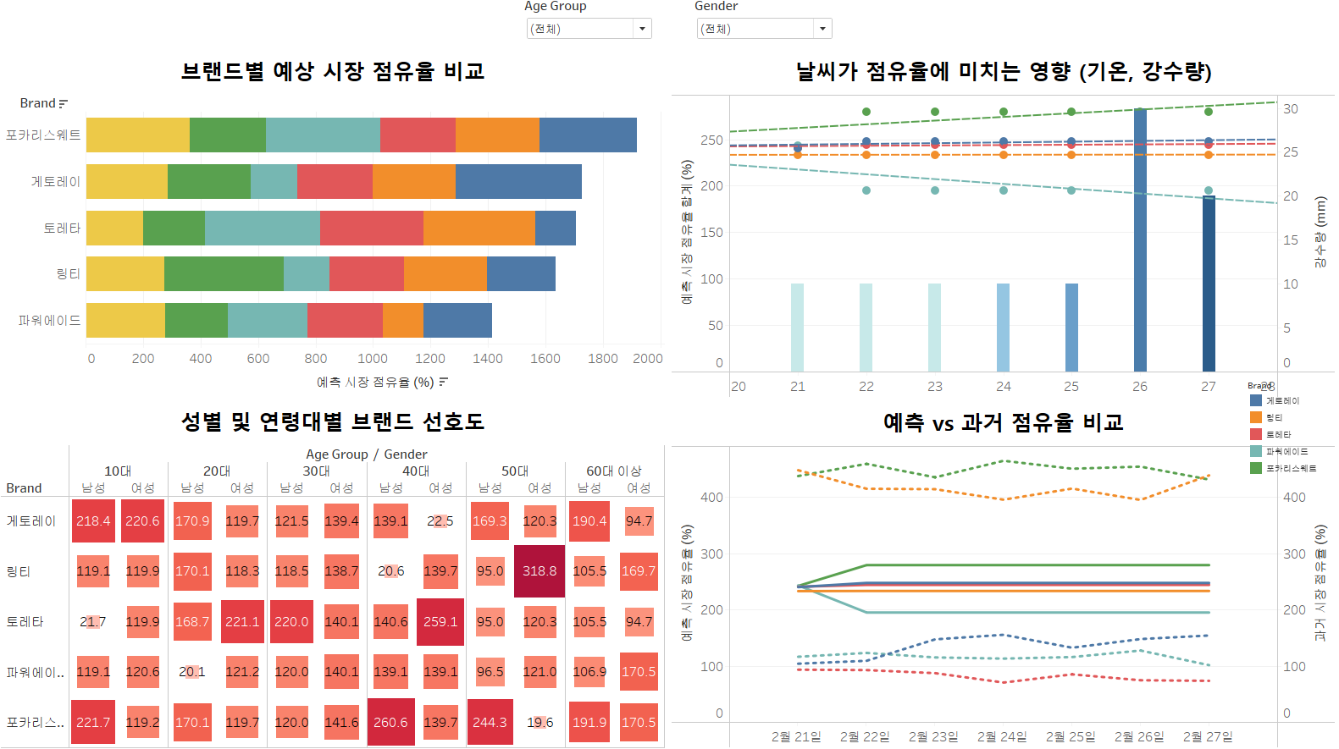 Age Group
(전체)
Gender
(전체)
브랜드별 예상 시장 점유율 비교
Brand
포카리스웨트
게토레이
토레타
링티
파워에이드
0 200 400 600 800 1000 1200 1400 1600 1800 2000
예측 시장 점유율 (%)
날씨가 점유율에 미치는 영향 (기온, 강수량)
예측 시장 점유율 합계 (%)
250
200
150
100
50
0
30
25
20
15
10
5
0
강수량 (mm)
20 21 22 23 24 25 26 27 28
Brand
게토레이
링티
토레타
파워에이드
포카리스웨트
성별 및 연령대별 브랜드 선호도
Age Group / Gender
10대 20대 30대 40대 50대 60대 이상
Brand 남성 여성 남성 여성 남성 여성 남성 여성 남성 여성 남성 여성
게토레이 218.4 220.6 170.9 119.7 121.5 139.4 139.1 22.5 169.3 120.3 190.4 94.7
링티 119.1 119.9 170.1 118.3 118.5 138.7 20.6 139.7 95.0 318.8 105.5 169.7
토레타 21.7 119.9 168.7 221.1 220.0 140.1 140.6 259.1 95.0 120.3 105.5 94.7
파워에이.. 119.1 120.6 20.1 121.2 120.0 140.1 139.1 139.1 96.5 121.0 106.9 170.5
포카리스.. 221.7 119.2 170.1 119.7 120.0 141.6 260.6 139.7 244.3 19.6 191.9 170.5
예측 vs 과거 점유율 비교
예측 시장 점유율 (%)
400
300
200
100
0
400
300
200
100
0
과거 시장 점유율 (%)
2월 21일 2월 22일 2월 23일 2월 24일 2월 25일 2월 26일 2월 27일